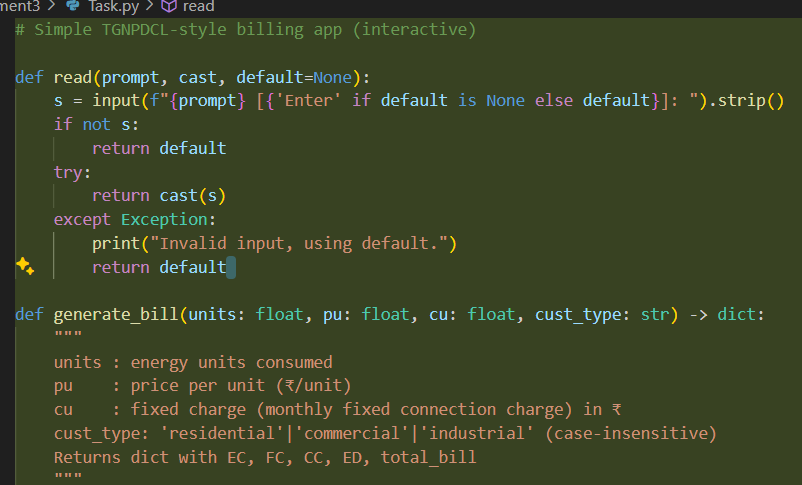 ment3 > Task.py > read
# Simple TGNPDCL-style billing app (interactive)
def read(prompt, cast, default=None):
    s = input(f"{prompt} [{'Enter' if default is None else default}]: ").strip()
    if not s:
        return default
    try:
        return cast(s)
    except Exception:
        print("Invalid input, using default.")
        return default
def generate_bill(units: float, pu: float, cu: float, cust_type: str) -> dict:
    """
    units : energy units consumed
    pu    : price per unit (₹/unit)
    cu    : fixed charge (monthly fixed connection charge) in ₹
    cust_type: 'residential'|'commercial'|'industrial' (case-insensitive)
    Returns dict with EC, FC, CC, ED, total_bill
    """